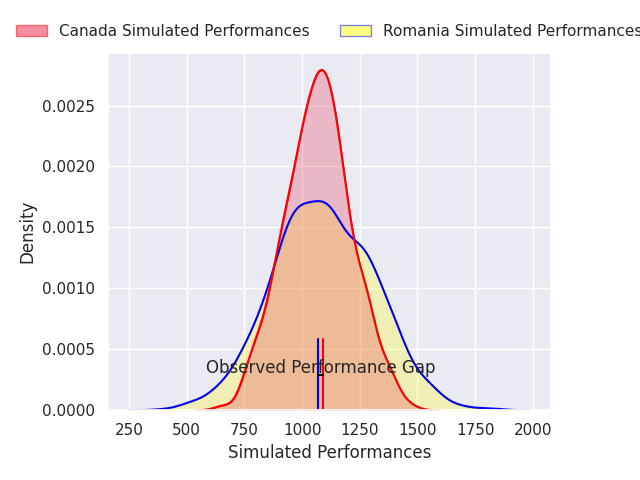 Canada Simulated Performances
Romania Simulated Performances
Density
0.0025
0.0020
0.0015
0.0010
0.0005
0.0000
Observed Performance Gap
250 500 750 1000 1250 1500 1750 2000
Simulated Performances